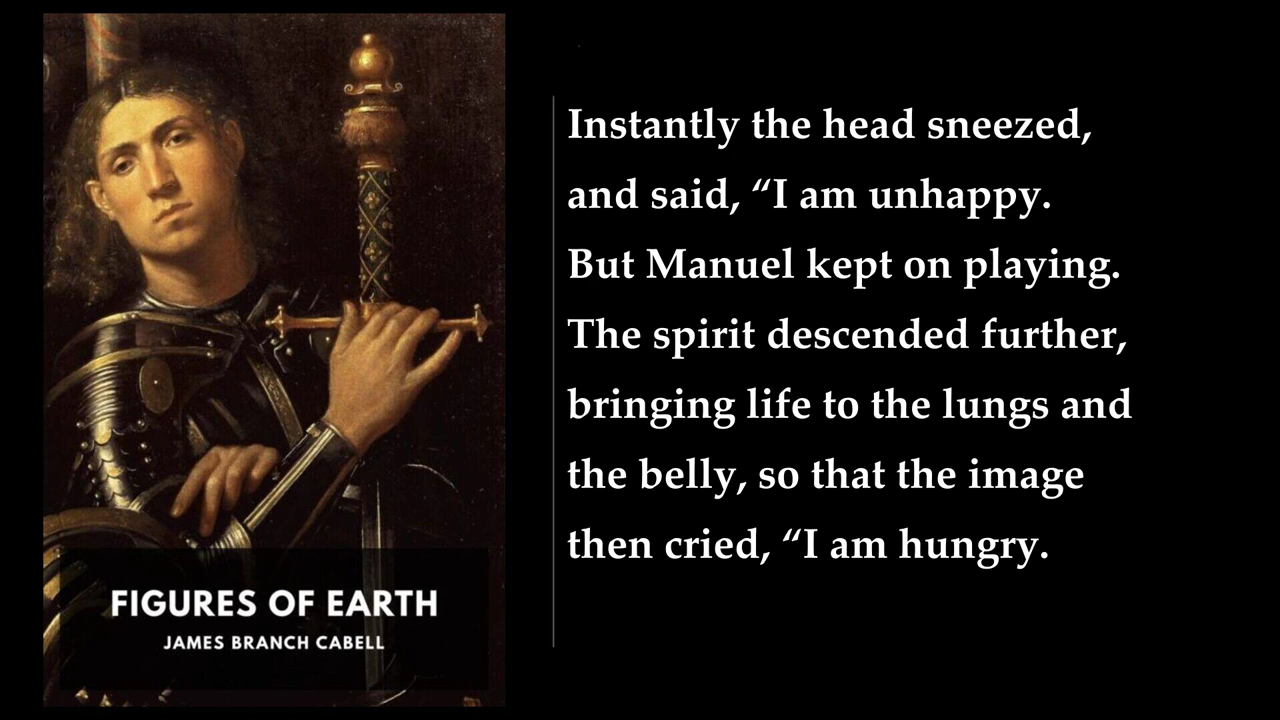 FIGURES OF EARTH
JAMES BRANCH CABELL
Instantly the head sneezed,
and said, “I am unhappy.
But Manuel kept on playing.
The spirit descended further,
bringing life to the lungs and
the belly, so that the image
then cried, “I am hungry.